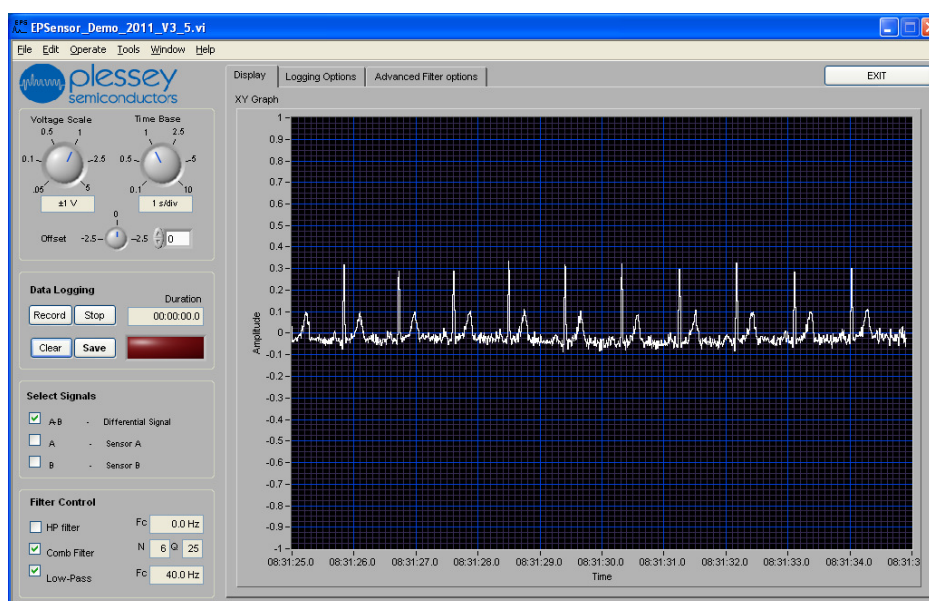 EPS
EPSensor_Demo_2011_V3_5.vi
File Edit Operate Tools Window Help
plessey
semiconductors
Display Logging Options Advanced Filter options EXIT
XY Graph
Voltage Scale Time Base
0.5 1 1 2.5
0.1 2.5 0.5 5
.05 5 0.1 10
±1 V 1 s/div
0
Offset -2.5 2.5 0
Data Logging
Duration
Record Stop 00:00:00.0
Clear Save
Select Signals
A-B - Differential Signal
A - Sensor A
B - Sensor B
Filter Control
HP filter Fc 0.0 Hz
Comb Filter N 6 Q 25
Low-Pass Fc 40.0 Hz
Amplitude
1
0.9
0.8
0.7
0.6
0.5
0.4
0.3
0.2
0.1
0
-0.1
-0.2
-0.3
-0.4
-0.5
-0.6
-0.7
-0.8
-0.9
-1
08:31:25.0 08:31:26.0 08:31:27.0 08:31:28.0 08:31:29.0 08:31:30.0 08:31:31.0 08:31:32.0 08:31:33.0 08:31:34.0 08:31:3
Time